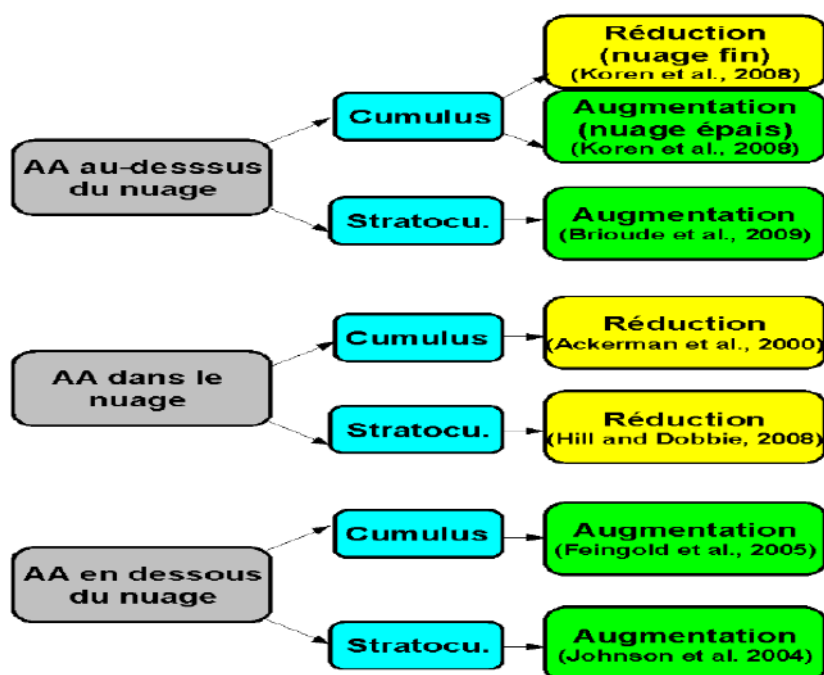 Réduction
(nuage fin)
(Koren et al., 2008)
Cumulus
Augmentation
(nuage épais)
(Koren et al., 2008)
AA au-desssus
du nuage
Stratocu.
Augmentation
(Brioude et al., 2009)
Cumulus
Réduction
(Ackerman et al., 2000)
AA dans le
nuage
Stratocu.
Réduction
(Hill and Dobbie, 2008)
Cumulus
Augmentation
(Feingold et al., 2005)
AA en dessous
du nuage
Stratocu.
Augmentation
(Johnson et al. 2004)